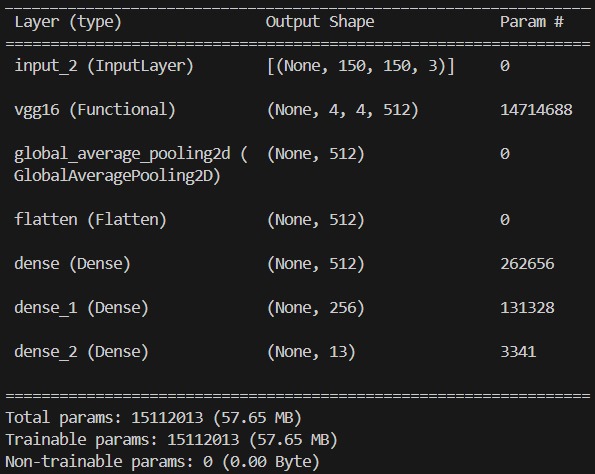 Layer (type) Output Shape Param #
=================================================================
input_2 (InputLayer) [(None, 150, 150, 3)] 0
vgg16 (Functional) (None, 4, 4, 512) 14714688
global_average_pooling2d ( (None, 512) 0
GlobalAveragePooling2D)
flatten (Flatten) (None, 512) 0
dense (Dense) (None, 512) 262656
dense_1 (Dense) (None, 256) 131328
dense_2 (Dense) (None, 13) 3341
=================================================================
Total params: 15112013 (57.65 MB)
Trainable params: 15112013 (57.65 MB)
Non-trainable params: 0 (0.00 Byte)